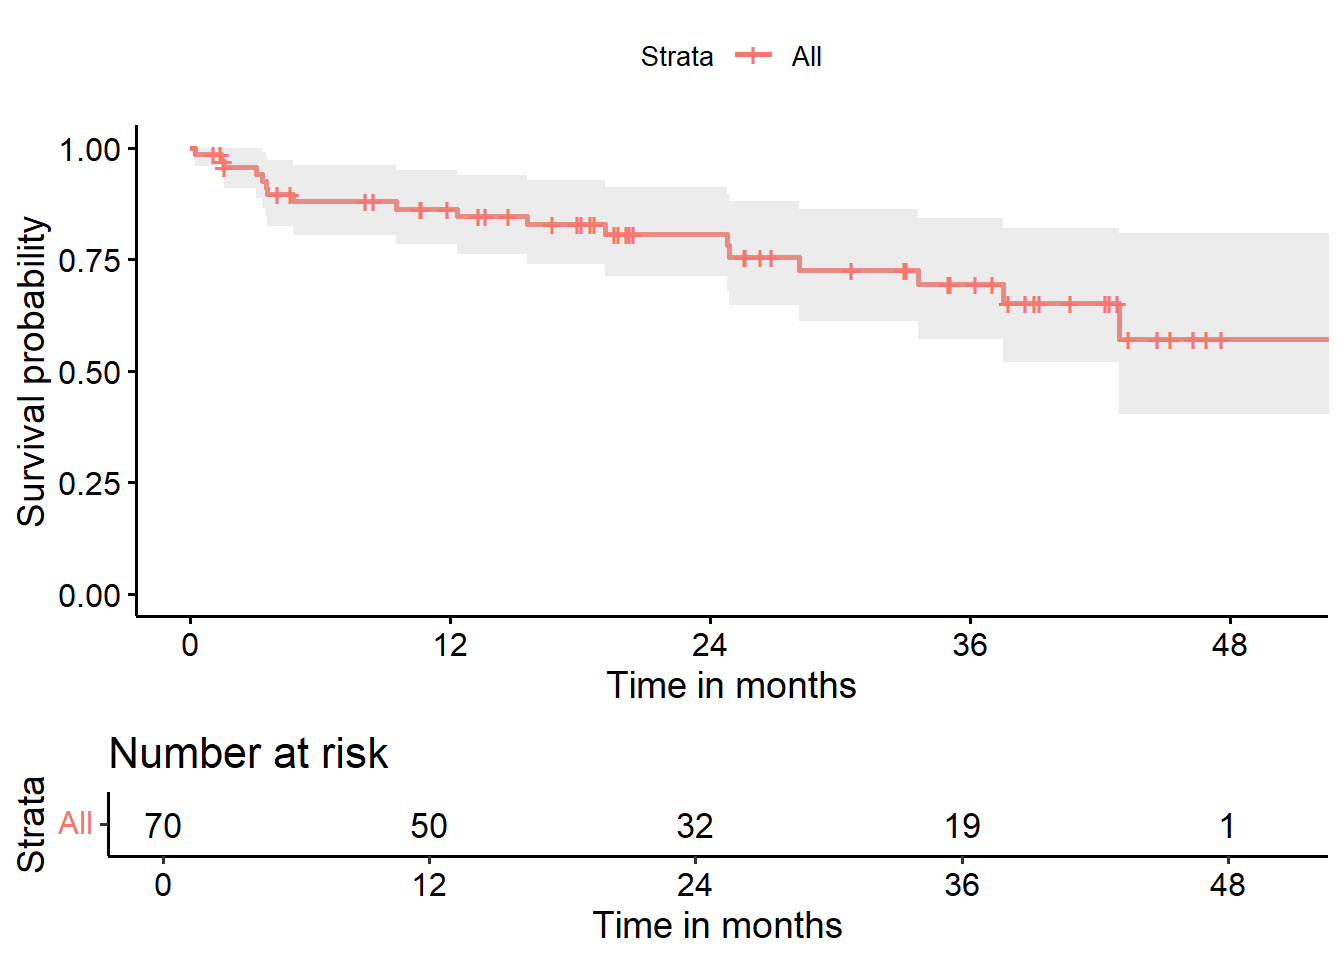 Strata All
1.00
0.75
0.50
0.25
0.00
Survival probability
0 12 24 36 48
Time in months
Number at risk
Strata
All 70 50 32 19 1
0 12 24 36 48
Time in months